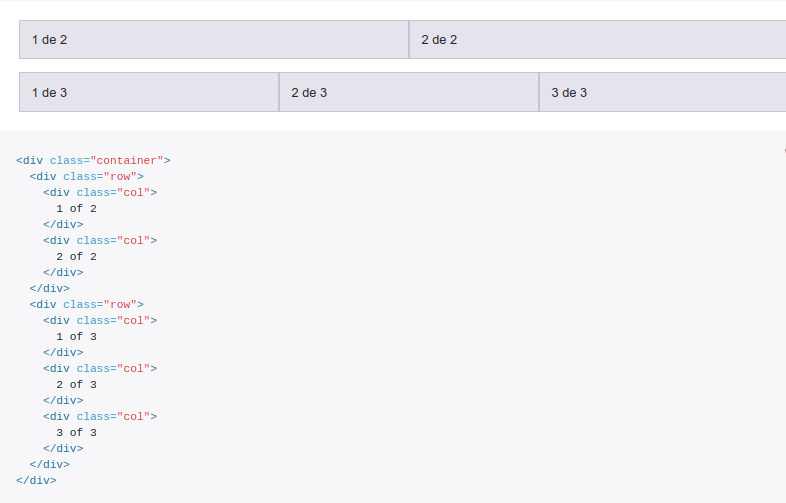 1 de 2 2 de 2
1 de 3 2 de 3 3 de 3
<div class="container">
  <div class="row">
    <div class="col">
      1 of 2
    </div>
    <div class="col">
      2 of 2
    </div>
  </div>
  <div class="row">
    <div class="col">
      1 of 3
    </div>
    <div class="col">
      2 of 3
    </div>
    <div class="col">
      3 of 3
    </div>
  </div>
</div>